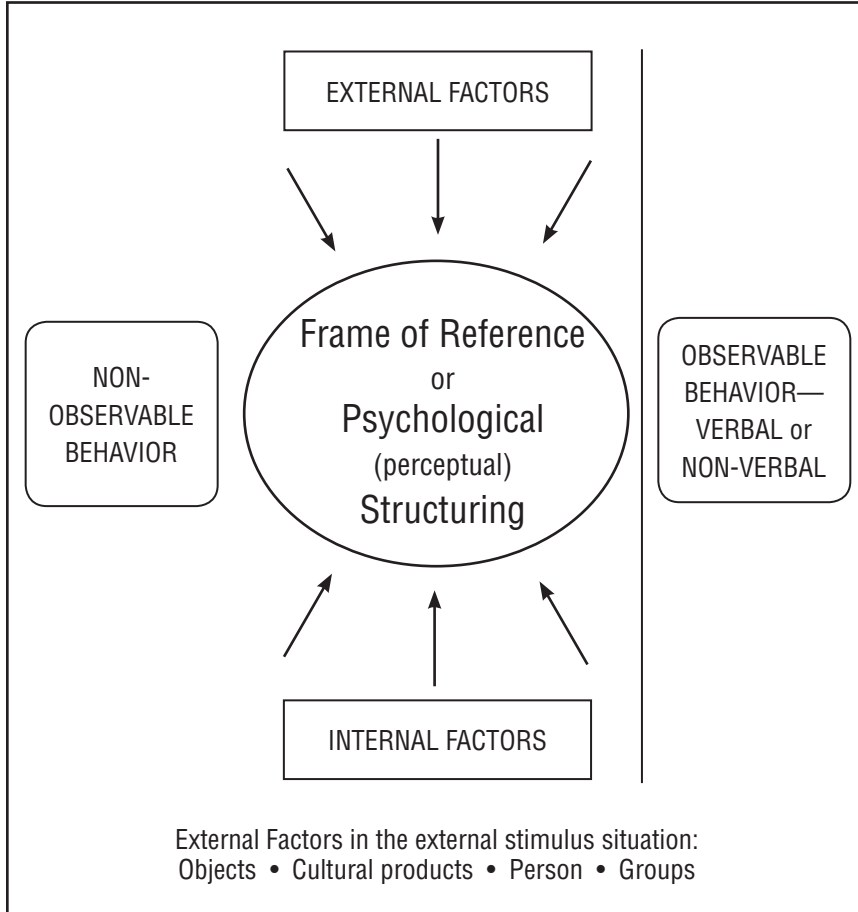 EXTERNAL FACTORS
NON-
OBSERVABLE
BEHAVIOR
Frame of Reference
or
Psychological
(perceptual)
Structuring
OBSERVABLE
BEHAVIOR—
VERBAL or
NON-VERBAL
INTERNAL FACTORS
External Factors in the external stimulus situation:
Objects • Cultural products • Person • Groups